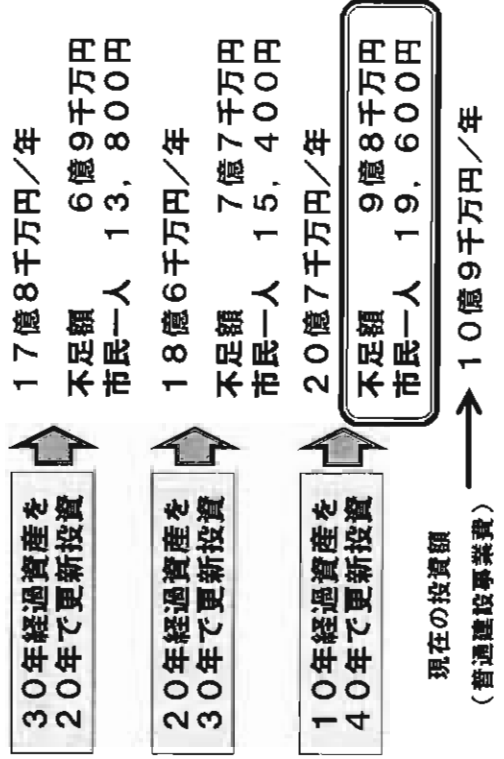 30年経過資産を
20年で更新投資
17億8千万円／年
不足額　　6億9千万円
市民一人　13，800円
20年経過資産を
30年で更新投資
18億6千万円／年
不足額　　7億7千万円
市民一人　15，400円
10年経過資産を
40年で更新投資
20億7千万円／年
不足額　　9億8千万円
市民一人　19，600円
現在の投資額
（普通建設事業費）
10億9千万円／年